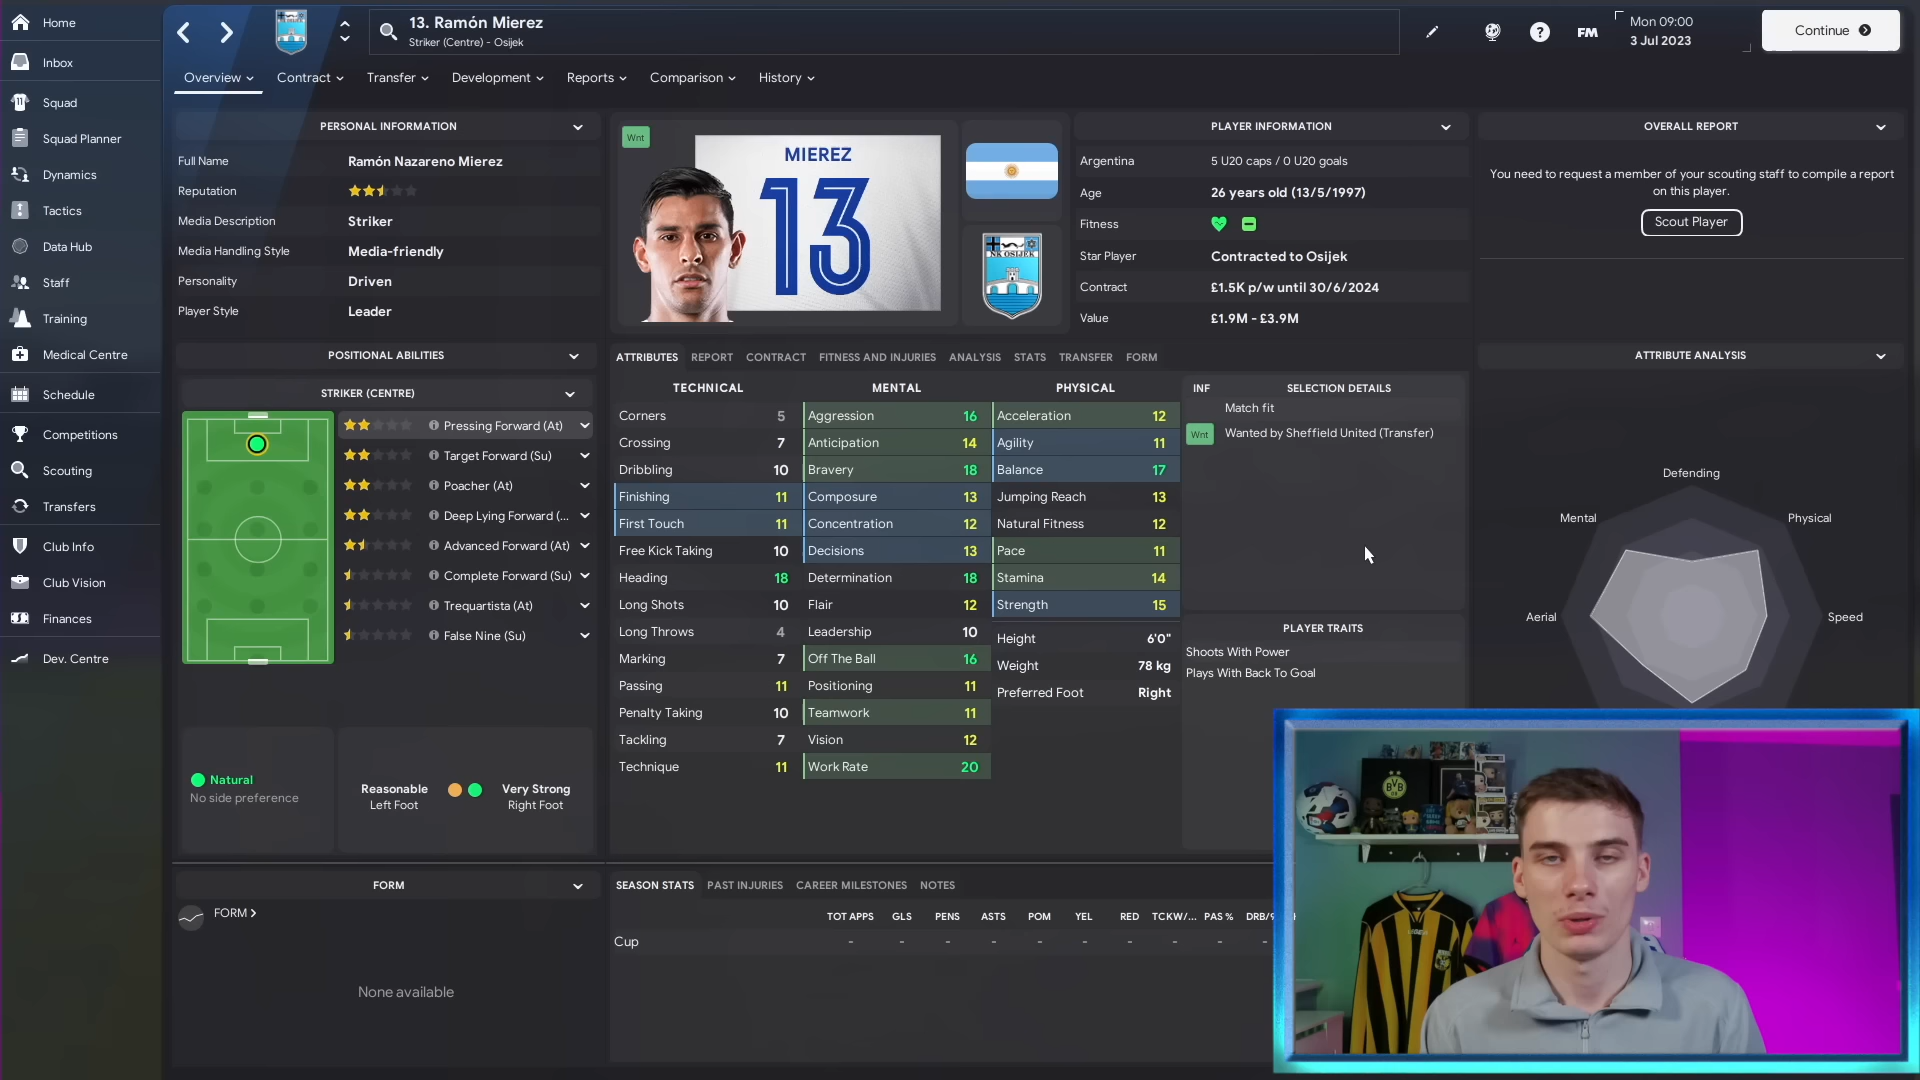 Home
Inbox
Squad
Squad Planner
Dynamics
Tactics
Data Hub
Staff
Training
Medical Centre
Schedule
Competitions
Scouting
Transfers
Club Info
Club Vision
Finances
Dev. Centre
13. Ramón Mierez
Striker (Centre) - Osijek
FM
Mon 09:00
3 Jul 2023
Continue
Overview
Contract
Transfer
Development
Reports
Comparison
History
PERSONAL INFORMATION
Full Name Ramón Nazareno Mierez
Reputation
Media Description Striker
Media Handling Style Media-friendly
Personality Driven
Player Style Leader
Wnt
MIEREZ
13
NK OSIJEK
PLAYER INFORMATION
Argentina 5 U20 caps / 0 U20 goals
Age 26 years old (13/5/1997)
Fitness
Star Player Contracted to Osijek
Contract £1.5K p/w until 30/6/2024
Value £1.9M - £3.9M
OVERALL REPORT
You need to request a member of your scouting staff to compile a report
on this player.
Scout Player
POSITIONAL ABILITIES
STRIKER (CENTRE)
Pressing Forward (At)
Target Forward (Su)
Poacher (At)
Deep Lying Forward (...
Advanced Forward (At)
Complete Forward (Su)
Trequartista (At)
False Nine (Su)
Natural
No side preference
Reasonable
Left Foot
Very Strong
Right Foot
ATTRIBUTES REPORT CONTRACT FITNESS AND INJURIES ANALYSIS STATS TRANSFER FORM
TECHNICAL
Corners 5
Crossing 7
Dribbling 10
Finishing 11
First Touch 11
Free Kick Taking 10
Heading 18
Long Shots 10
Long Throws 4
Marking 7
Passing 11
Penalty Taking 10
Tackling 7
Technique 11
MENTAL
Aggression 16
Anticipation 14
Bravery 18
Composure 13
Concentration 12
Decisions 13
Determination 18
Flair 12
Leadership 10
Off The Ball 16
Positioning 11
Teamwork 11
Vision 12
Work Rate 20
PHYSICAL
Acceleration 12
Agility 11
Balance 17
Jumping Reach 13
Natural Fitness 12
Pace 11
Stamina 14
Strength 15
Height 6'0"
Weight 78 kg
Preferred Foot Right
INF SELECTION DETAILS
Match fit
Wnt Wanted by Sheffield United (Transfer)
PLAYER TRAITS
Shoots With Power
Plays With Back To Goal
ATTRIBUTE ANALYSIS
Defending
Mental
Physical
Aerial
Speed
FORM
FORM
None available
SEASON STATS PAST INJURIES CAREER MILESTONES NOTES
TOT APPS GLS PENS ASTS POM YEL RED TCKW/... PAS % DRB/9
Cup - - - - - - - - - -
BVB
09